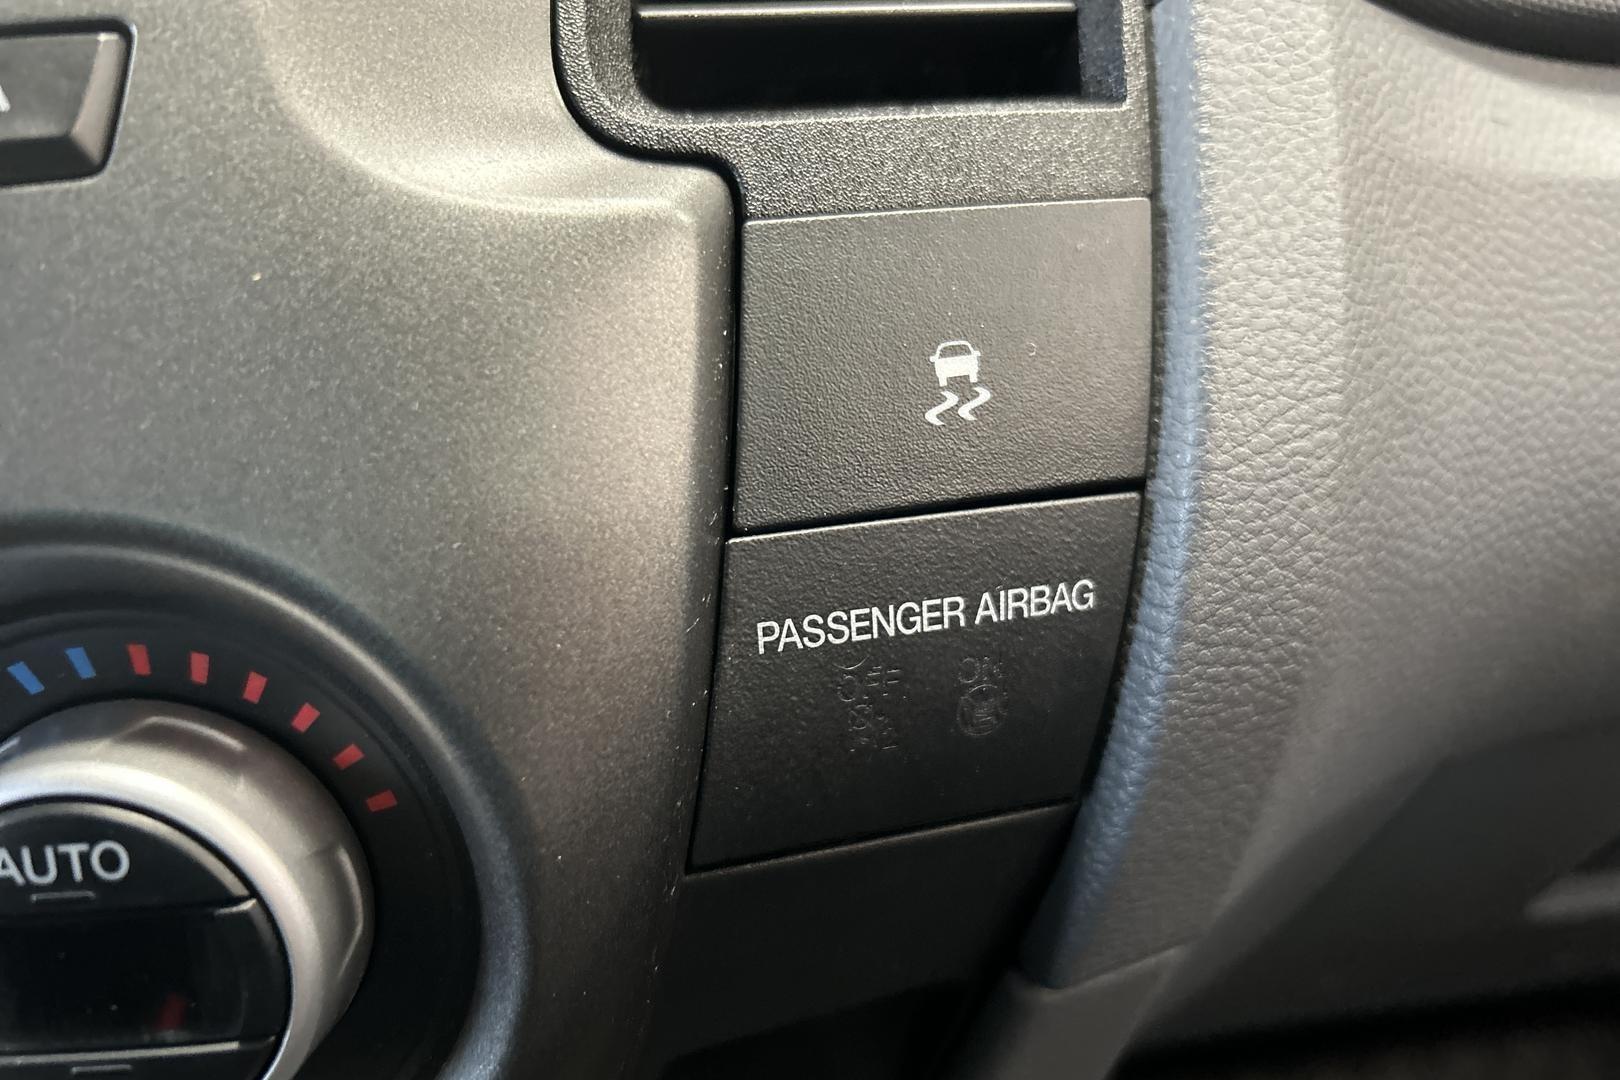 PASSENGER AIRBAG
OFF ON
AUTO